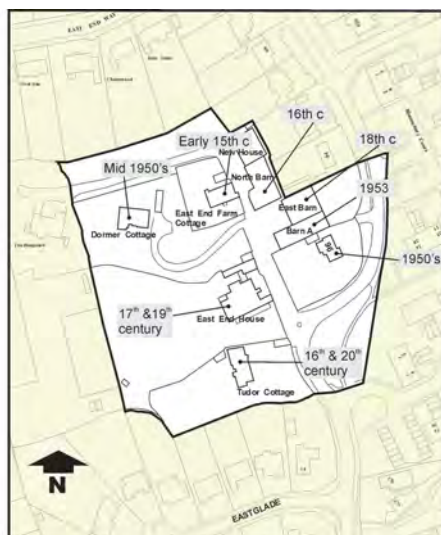 EAST END WAY
16th c
Early 15th c
New House
18th c
North Barn
Mid 1950's
1953
East Barn
East End Farm
Cottage
Barn A
Dormer Cottage
96
1950's
17th &19th
century
East End House
16th & 20th
century
Tudor Cottage
N
EASTGLADE